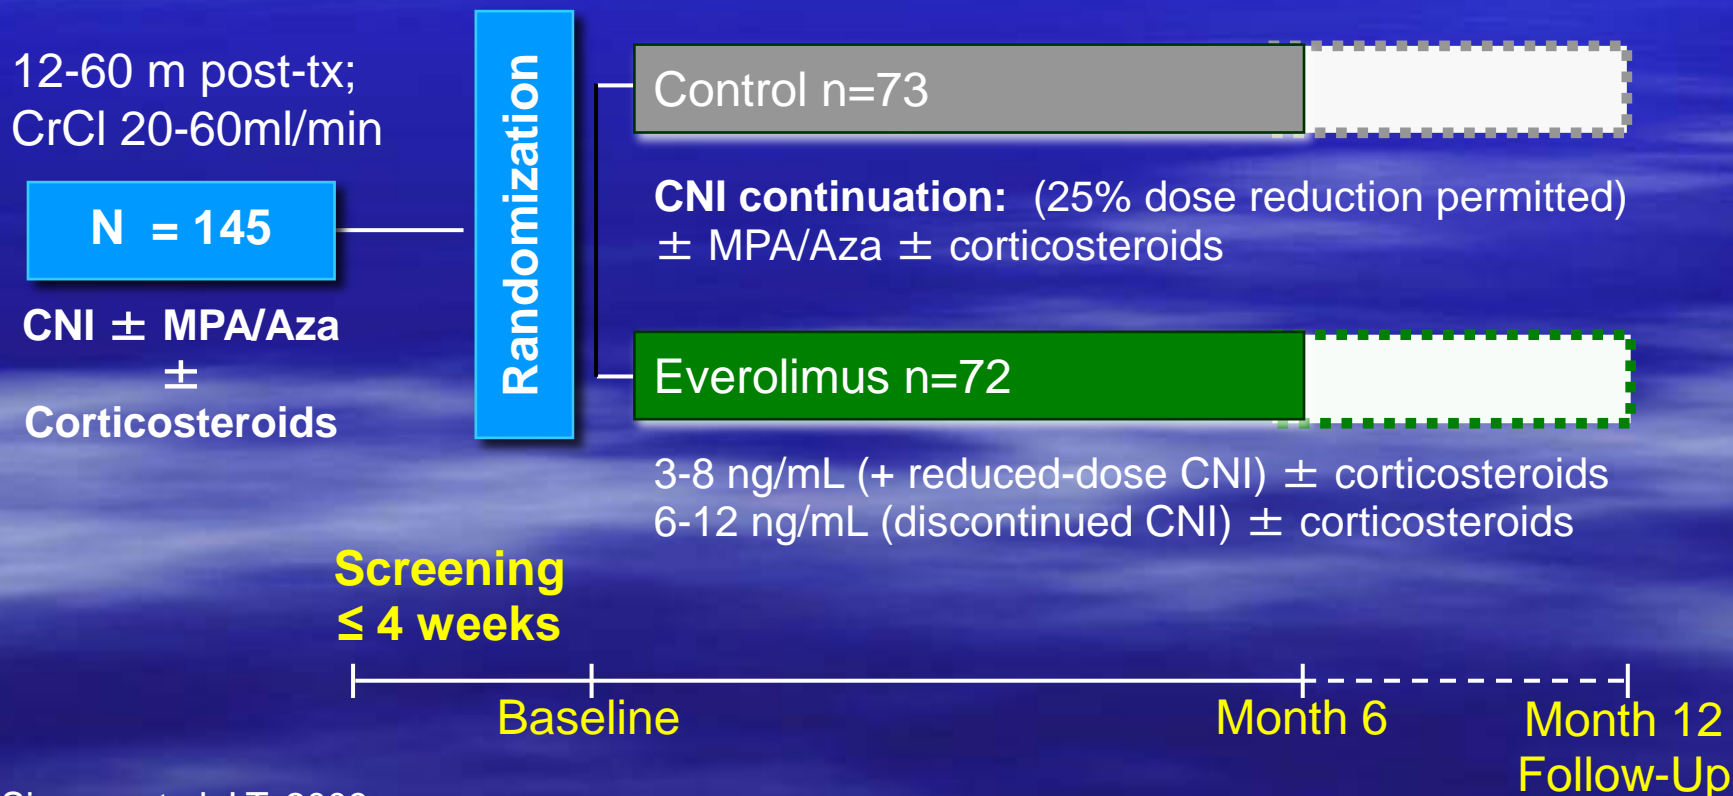 12-60 m post-tx;
CrCl 20-60ml/min
N = 145
CNI ± MPA/Aza
±
Corticosteroids
Randomization
Control n=73
CNI continuation: (25% dose reduction permitted)
± MPA/Aza ± corticosteroids
Everolimus n=72
3-8 ng/mL (+ reduced-dose CNI) ± corticosteroids
6-12 ng/mL (discontinued CNI) ± corticosteroids
Screening
≤ 4 weeks
Baseline
Month 6
Month 12
Follow-Up